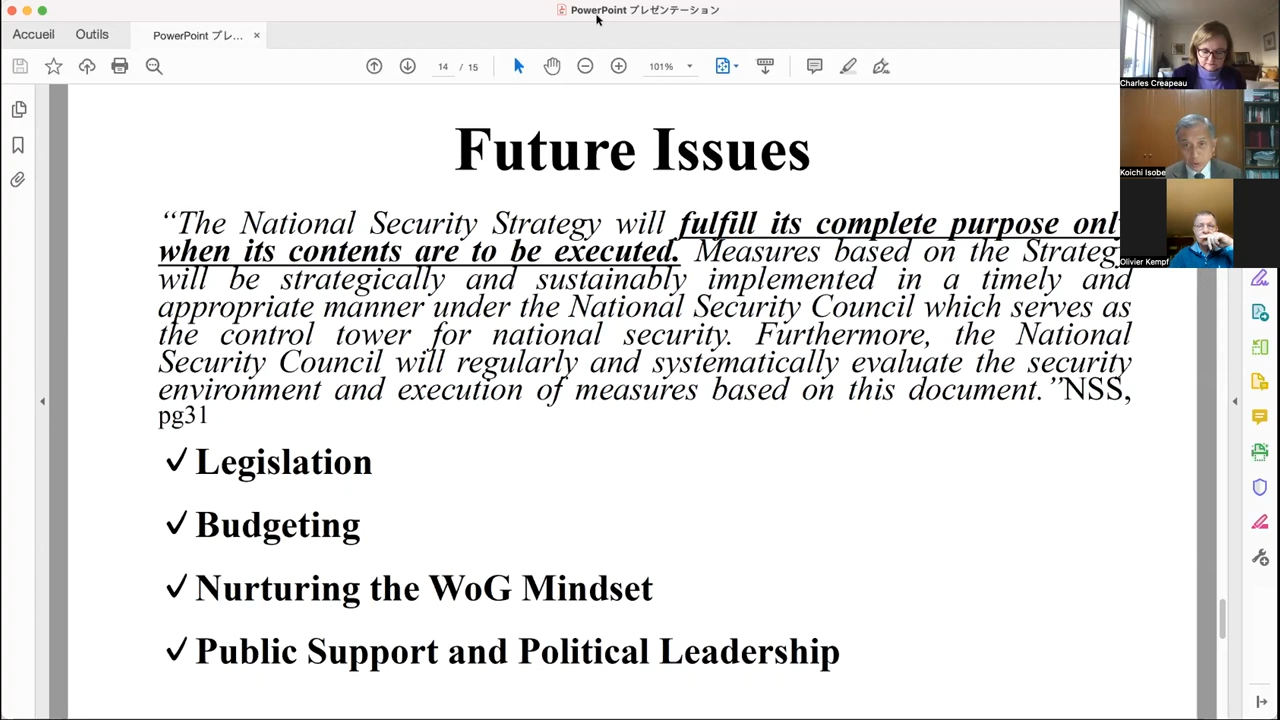 PowerPoint プレゼンテーション
Accueil
Outils
PowerPoint プレ...
14 / 15
101%
Charles Creapeau
Koichi Isobe
Olivier Kempf
Future Issues
“The National Security Strategy will fulfill its complete purpose only
when its contents are to be executed. Measures based on the Strategy
will be strategically and sustainably implemented in a timely and
appropriate manner under the National Security Council which serves as
the control tower for national security. Furthermore, the National
Security Council will regularly and systematically evaluate the security
environment and execution of measures based on this document.”NSS,
pg31
✓ Legislation
✓ Budgeting
✓ Nurturing the WoG Mindset
✓ Public Support and Political Leadership